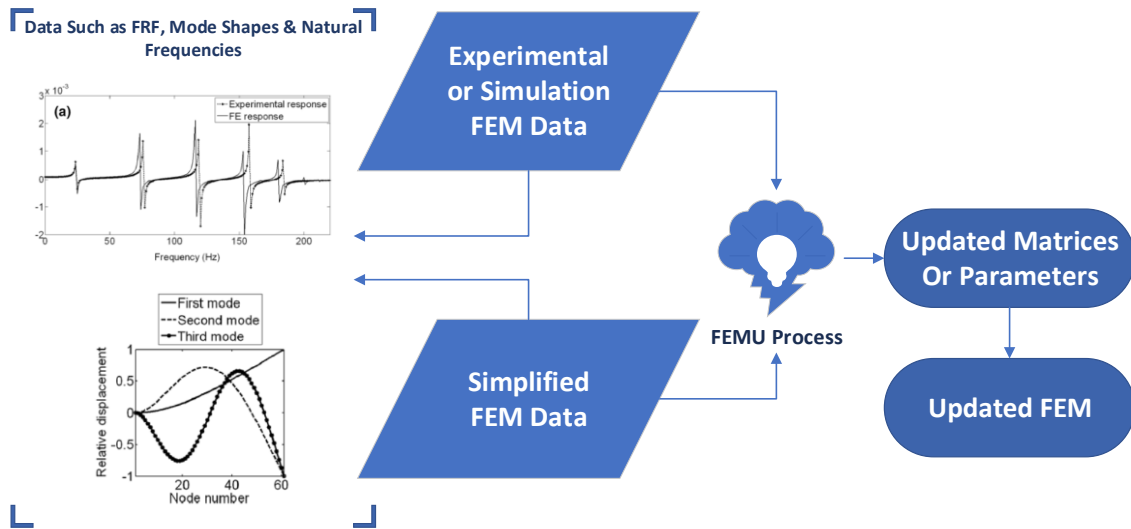 Data Such as FRF, Mode Shapes & Natural
Frequencies
x 10⁻³
(a)
Experimental response
FE response
3
2
1
0
-1
-2
0
50
100
150
200
Frequency (Hz)
First mode
Second mode
Third mode
Relative displacement
1
0.5
0
-0.5
-1
20
40
60
Node number
Experimental
or Simulation
FEM Data
Simplified
FEM Data
FEMU Process
Updated Matrices
Or Parameters
Updated FEM